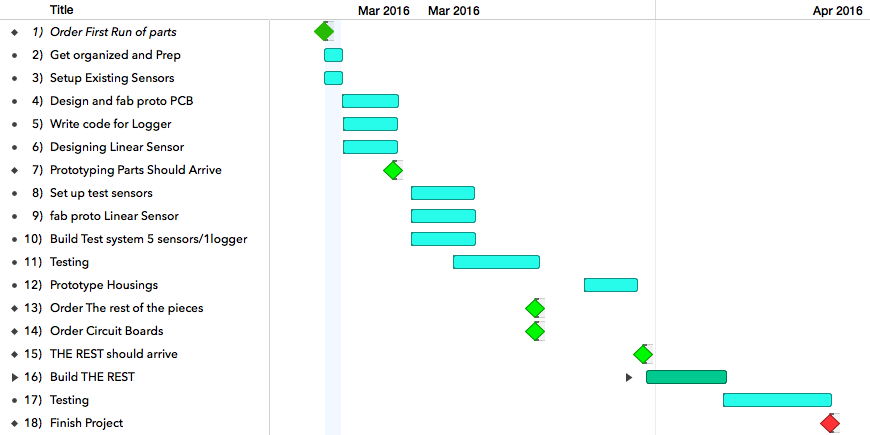 Title Mar 2016 Mar 2016 Apr 2016
1) Order First Run of parts
2) Get organized and Prep
3) Setup Existing Sensors
4) Design and fab proto PCB
5) Write code for Logger
6) Designing Linear Sensor
7) Prototyping Parts Should Arrive
8) Set up test sensors
9) fab proto Linear Sensor
10) Build Test system 5 sensors/1logger
11) Testing
12) Prototype Housings
13) Order The rest of the pieces
14) Order Circuit Boards
15) THE REST should arrive
16) Build THE REST
17) Testing
18) Finish Project